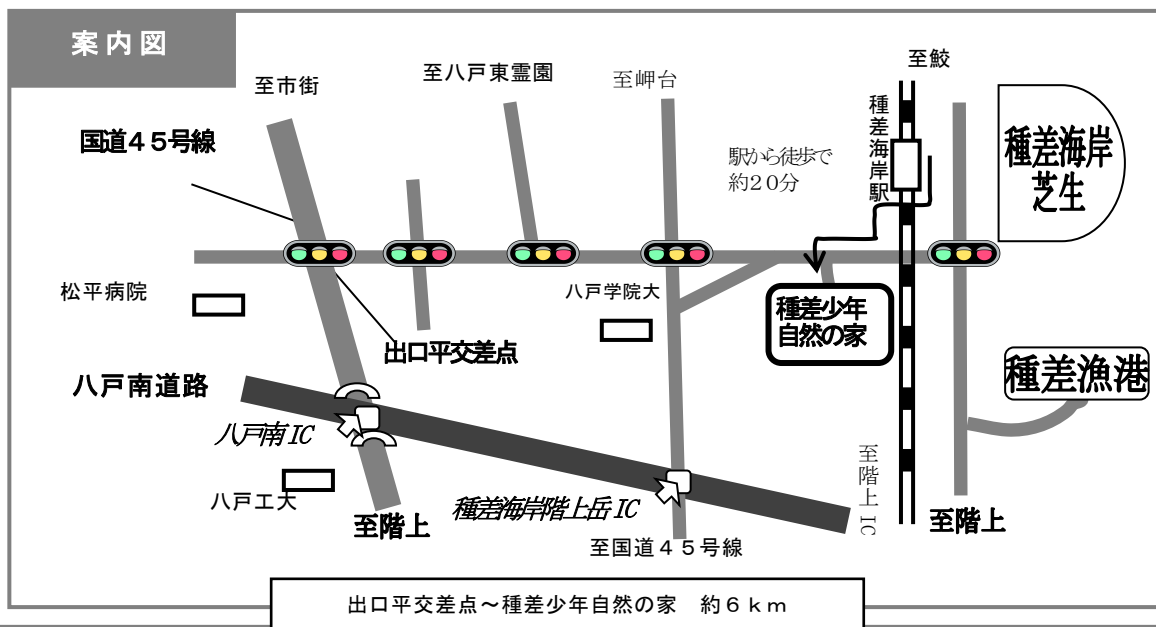 案内図
至市街
至八戸東霊園
至岬台
至鮫
国道４５号線
駅から徒歩で
約２０分
種差海岸駅
種差海岸
芝生
松平病院
八戸学院大
種差少年
自然の家
出口平交差点
種差漁港
八戸南道路
八戸南IC
八戸工大
至階上
種差海岸階上岳IC
至国道４５号線
至階上IC
至階上
出口平交差点～種差少年自然の家　約６ｋｍ